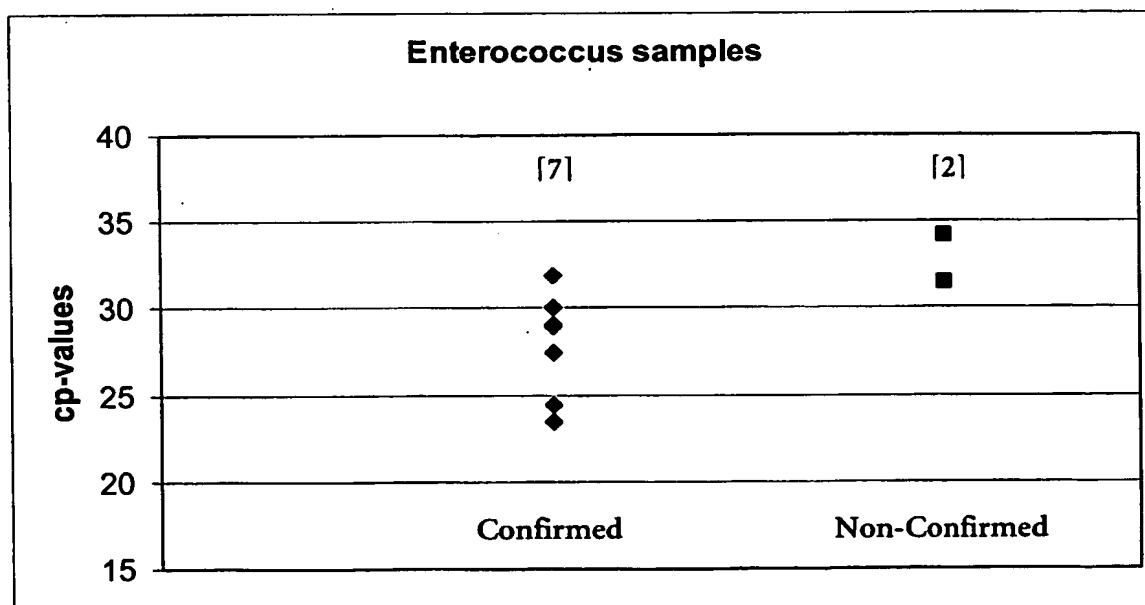 Enterococcus samples
40
35
30
25
20
15
cp-values
[7]
[2]
Confirmed
Non-Confirmed